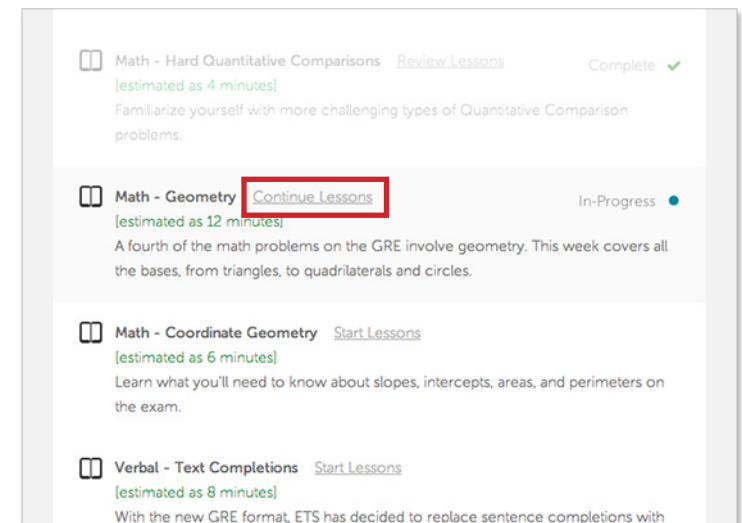 Math - Hard Quantitative Comparisons Review Lessons Complete
[estimated as 4 minutes]
Familiarize yourself with more challenging types of Quantitative Comparison
problems.
Math - Geometry Continue Lessons In-Progress
[estimated as 12 minutes]
A fourth of the math problems on the GRE involve geometry. This week covers all
the bases, from triangles, to quadrilaterals and circles.
Math - Coordinate Geometry Start Lessons
[estimated as 6 minutes]
Learn what you'll need to know about slopes, intercepts, areas, and perimeters on
the exam.
Verbal - Text Completions Start Lessons
[estimated as 8 minutes]
With the new GRE format, ETS has decided to replace sentence completions with